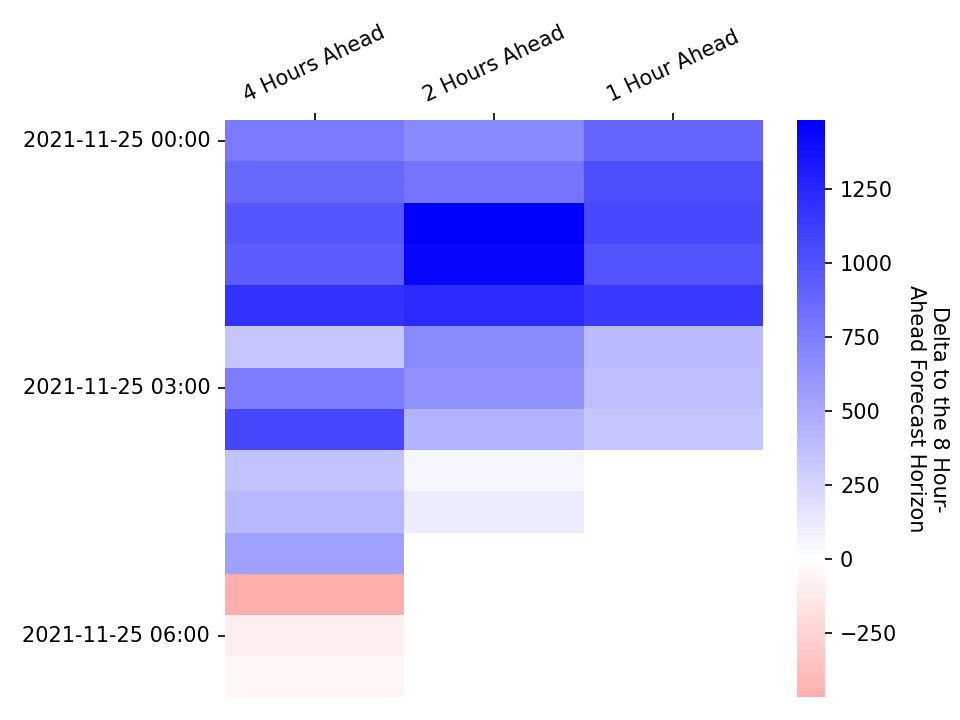 4 Hours Ahead
2 Hours Ahead
1 Hour Ahead
2021-11-25 00:00
2021-11-25 03:00
2021-11-25 06:00
1250
1000
750
500
250
0
−250
Delta to the 8 Hour-
Ahead Forecast Horizon